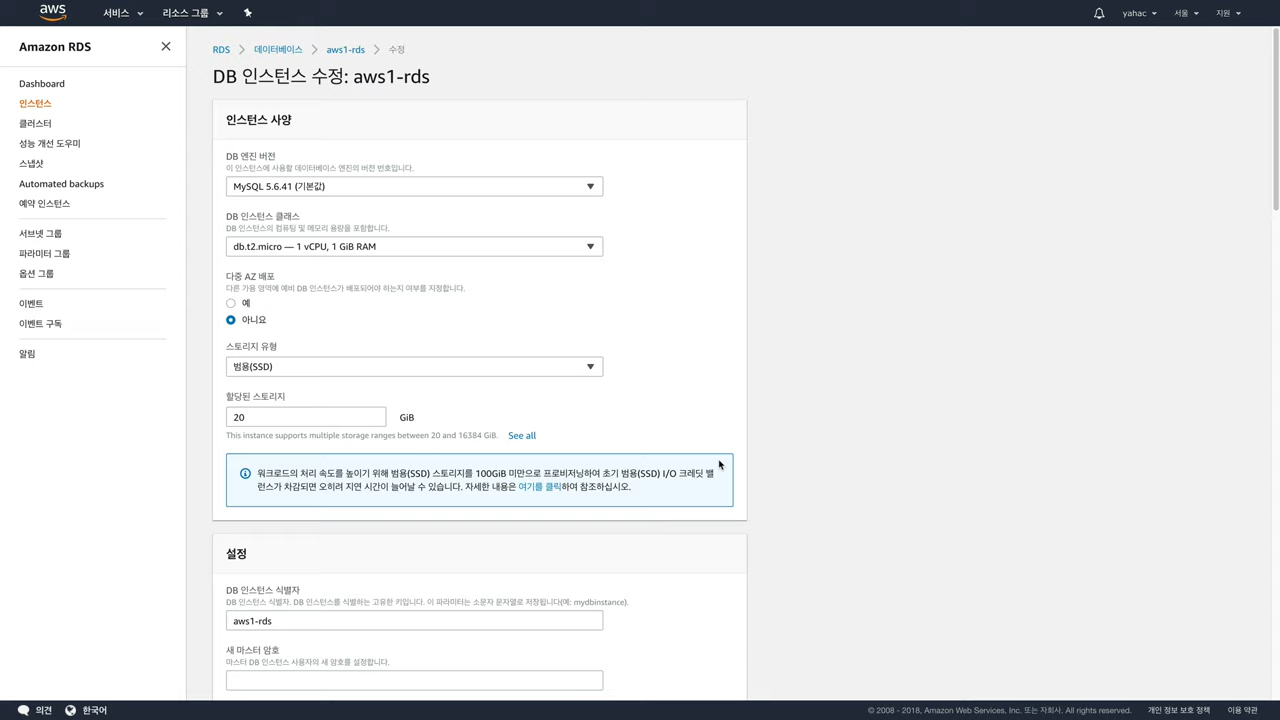 aws 서비스 리소스 그룹 yahac 서울 지원
Amazon RDS
Dashboard
인스턴스
클러스터
성능 개선 도우미
스냅샷
Automated backups
예약 인스턴스
서브넷 그룹
파라미터 그룹
옵션 그룹
이벤트
이벤트 구독
알림
RDS 데이터베이스 aws1-rds 수정
DB 인스턴스 수정: aws1-rds
인스턴스 사양
DB 엔진 버전
이 인스턴스에 사용할 데이터베이스 엔진의 버전 번호입니다.
MySQL 5.6.41 (기본값)
DB 인스턴스 클래스
DB 인스턴스의 컴퓨팅 및 메모리 용량을 포함합니다.
db.t2.micro — 1 vCPU, 1 GiB RAM
다중 AZ 배포
다른 가용 영역에 예비 DB 인스턴스가 배포되어야 하는지 여부를 지정합니다.
예
아니요
스토리지 유형
범용(SSD)
할당된 스토리지
20 GiB
This instance supports multiple storage ranges between 20 and 16384 GiB. See all
워크로드의 처리 속도를 높이기 위해 범용(SSD) 스토리지를 100GiB 미만으로 프로비저닝하여 초기 범용(SSD) I/O 크레딧 밸
런스가 차감되면 오히려 지연 시간이 늘어날 수 있습니다. 자세한 내용은 여기를 클릭하여 참조하십시오.
설정
DB 인스턴스 식별자
DB 인스턴스 식별자. DB 인스턴스를 식별하는 고유한 키입니다. 이 파라미터는 소문자 문자열로 저장됩니다(예: mydbinstance).
aws1-rds
새 마스터 암호
마스터 DB 인스턴스 사용자의 새 암호를 설정합니다.
의견 한국어 © 2008 - 2018, Amazon Web Services, Inc. 또는 자회사. All rights reserved. 개인 정보 보호 정책 이용 약관